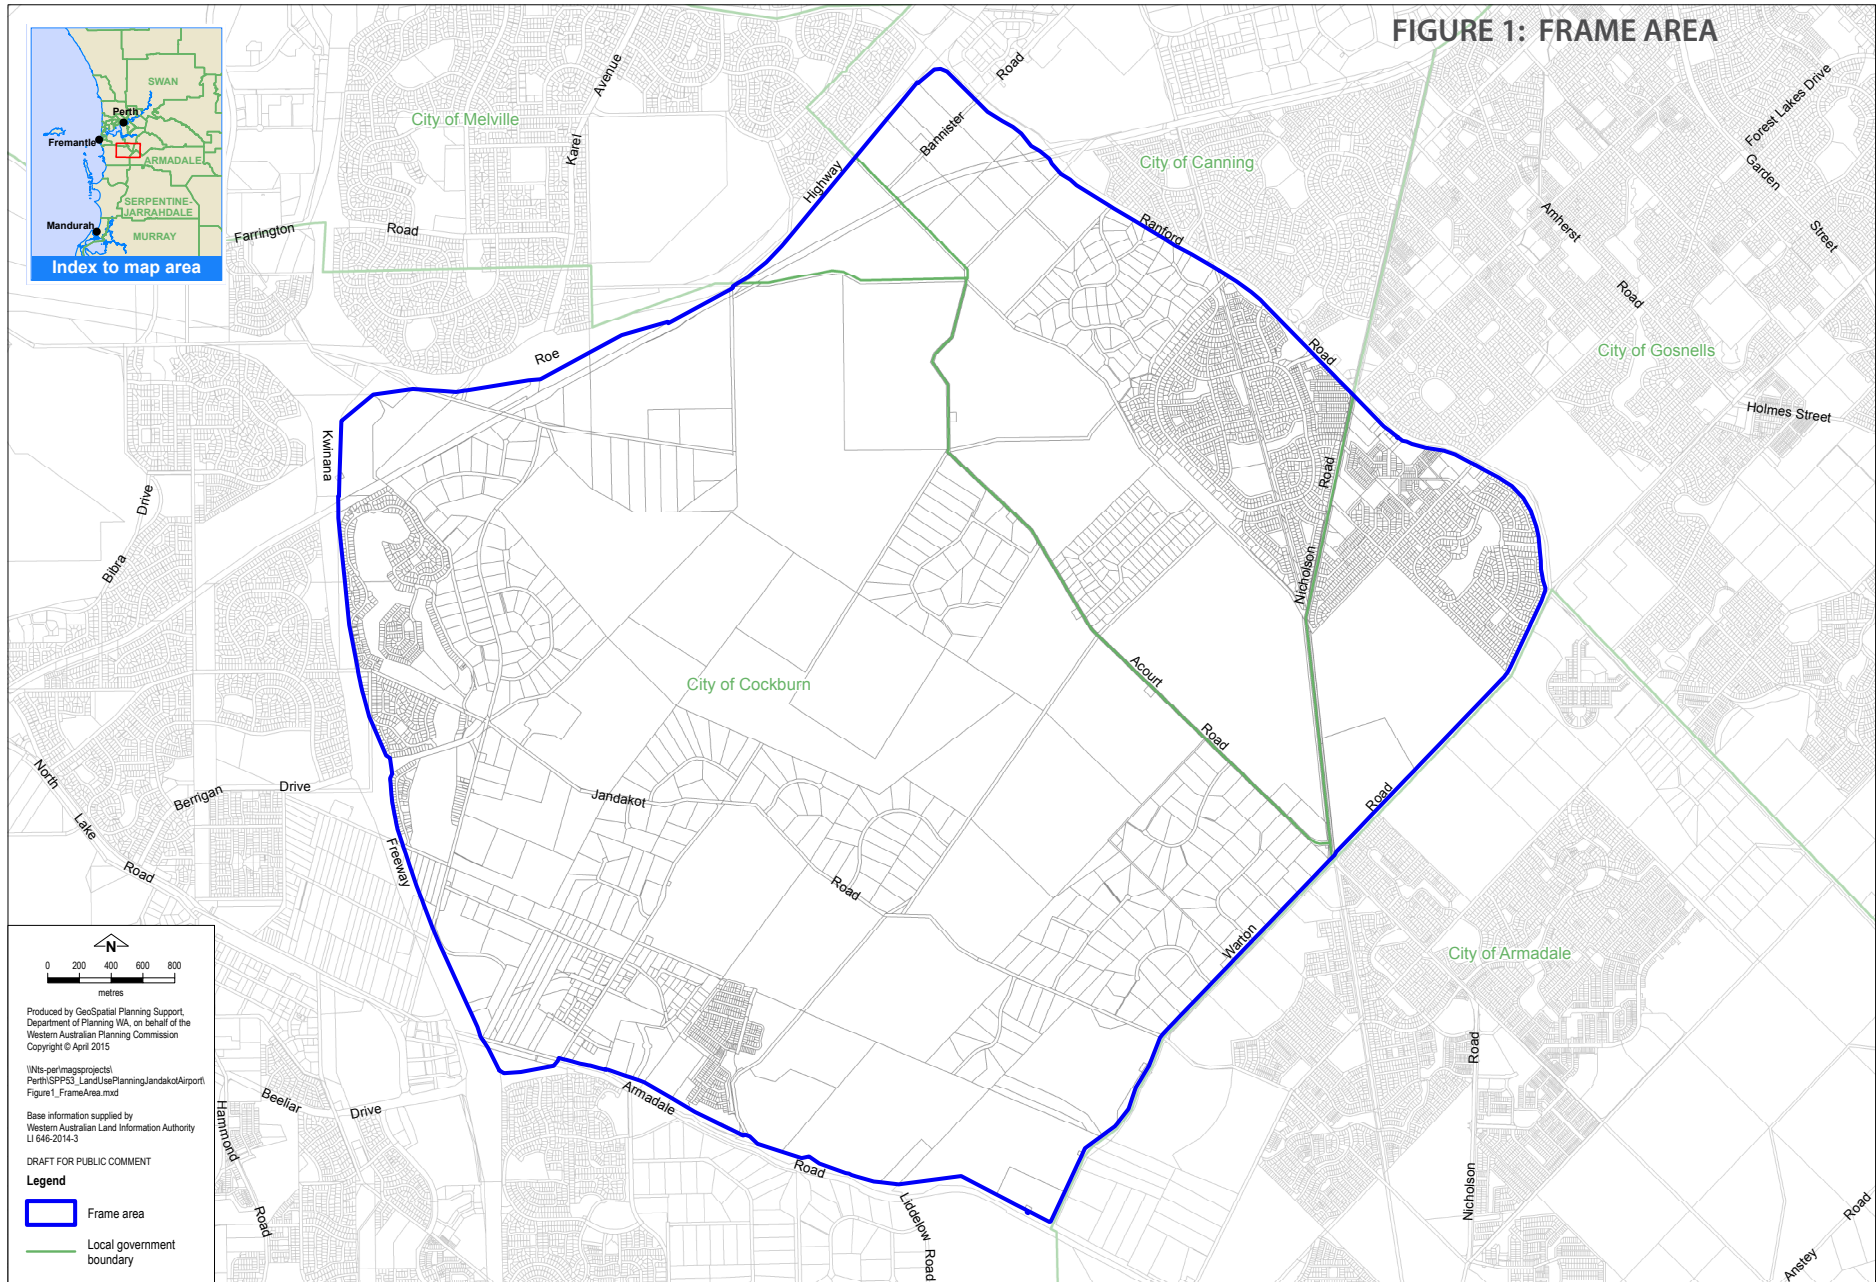 FIGURE 1: FRAME AREA
SWAN
Perth
Fremantle
ARMADALE
SERPENTINE-
JARRAHDALE
Mandurah
MURRAY
Index to map area
City of Melville
Avenue
Karel
Road
Bannister
Highway
City of Canning
Forest Lakes Drive
Garden
Street
Amherst
Road
City of Gosnells
Holmes Street
Farrington
Road
Ranford
Road
Roe
Kwinana
Bibra
Drive
Road
Nicholson
Acourt
Road
City of Cockburn
North
Lake
Road
Berrigan
Drive
Jandakot
Road
Freeway
Road
Warton
City of Armadale
Road
Nicholson
Anstey
Road
Armadale
Road
Liddelow
Road
Beeliar
Drive
Hammond
Road
N
0 200 400 600 800
metres
Produced by GeoSpatial Planning Support,
Department of Planning WA, on behalf of the
Western Australian Planning Commission
Copyright © April 2015
\\Nts-per\magsprojects\
Perth\SPP53_LandUsePlanningJandakotAirport\
Figure1_FrameArea.mxd
Base information supplied by
Western Australian Land Information Authority
LI 646-2014-3
DRAFT FOR PUBLIC COMMENT
Legend
Frame area
Local government
boundary